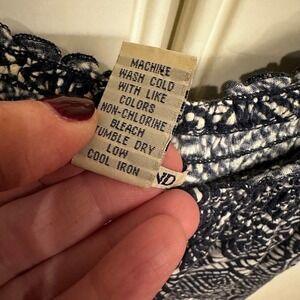 MACHINE
WASH COLD
WITH LIKE
COLORS
NON-CHLORINE
BLEACH
TUMBLE DRY
LOW
COOL IRON